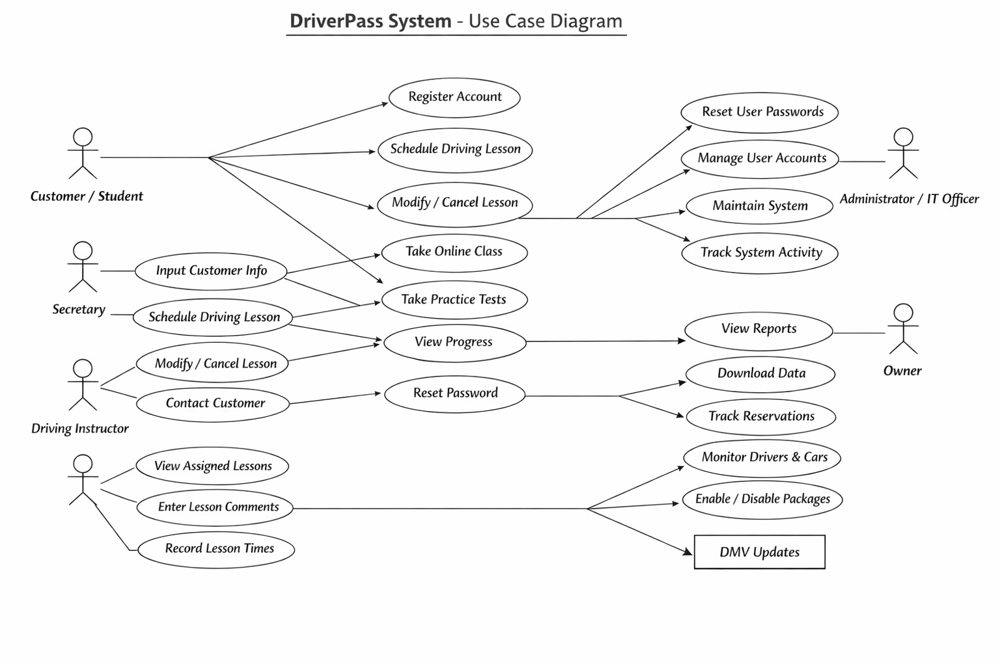 DriverPass System - Use Case Diagram
Register Account
Schedule Driving Lesson
Modify / Cancel Lesson
Take Online Class
Take Practice Tests
View Progress
Reset Password
Customer / Student
Secretary
Input Customer Info
Schedule Driving Lesson
Modify / Cancel Lesson
Contact Customer
Driving Instructor
View Assigned Lessons
Enter Lesson Comments
Record Lesson Times
Reset User Passwords
Manage User Accounts
Maintain System
Track System Activity
Administrator / IT Officer
View Reports
Download Data
Track Reservations
Monitor Drivers & Cars
Enable / Disable Packages
DMV Updates
Owner